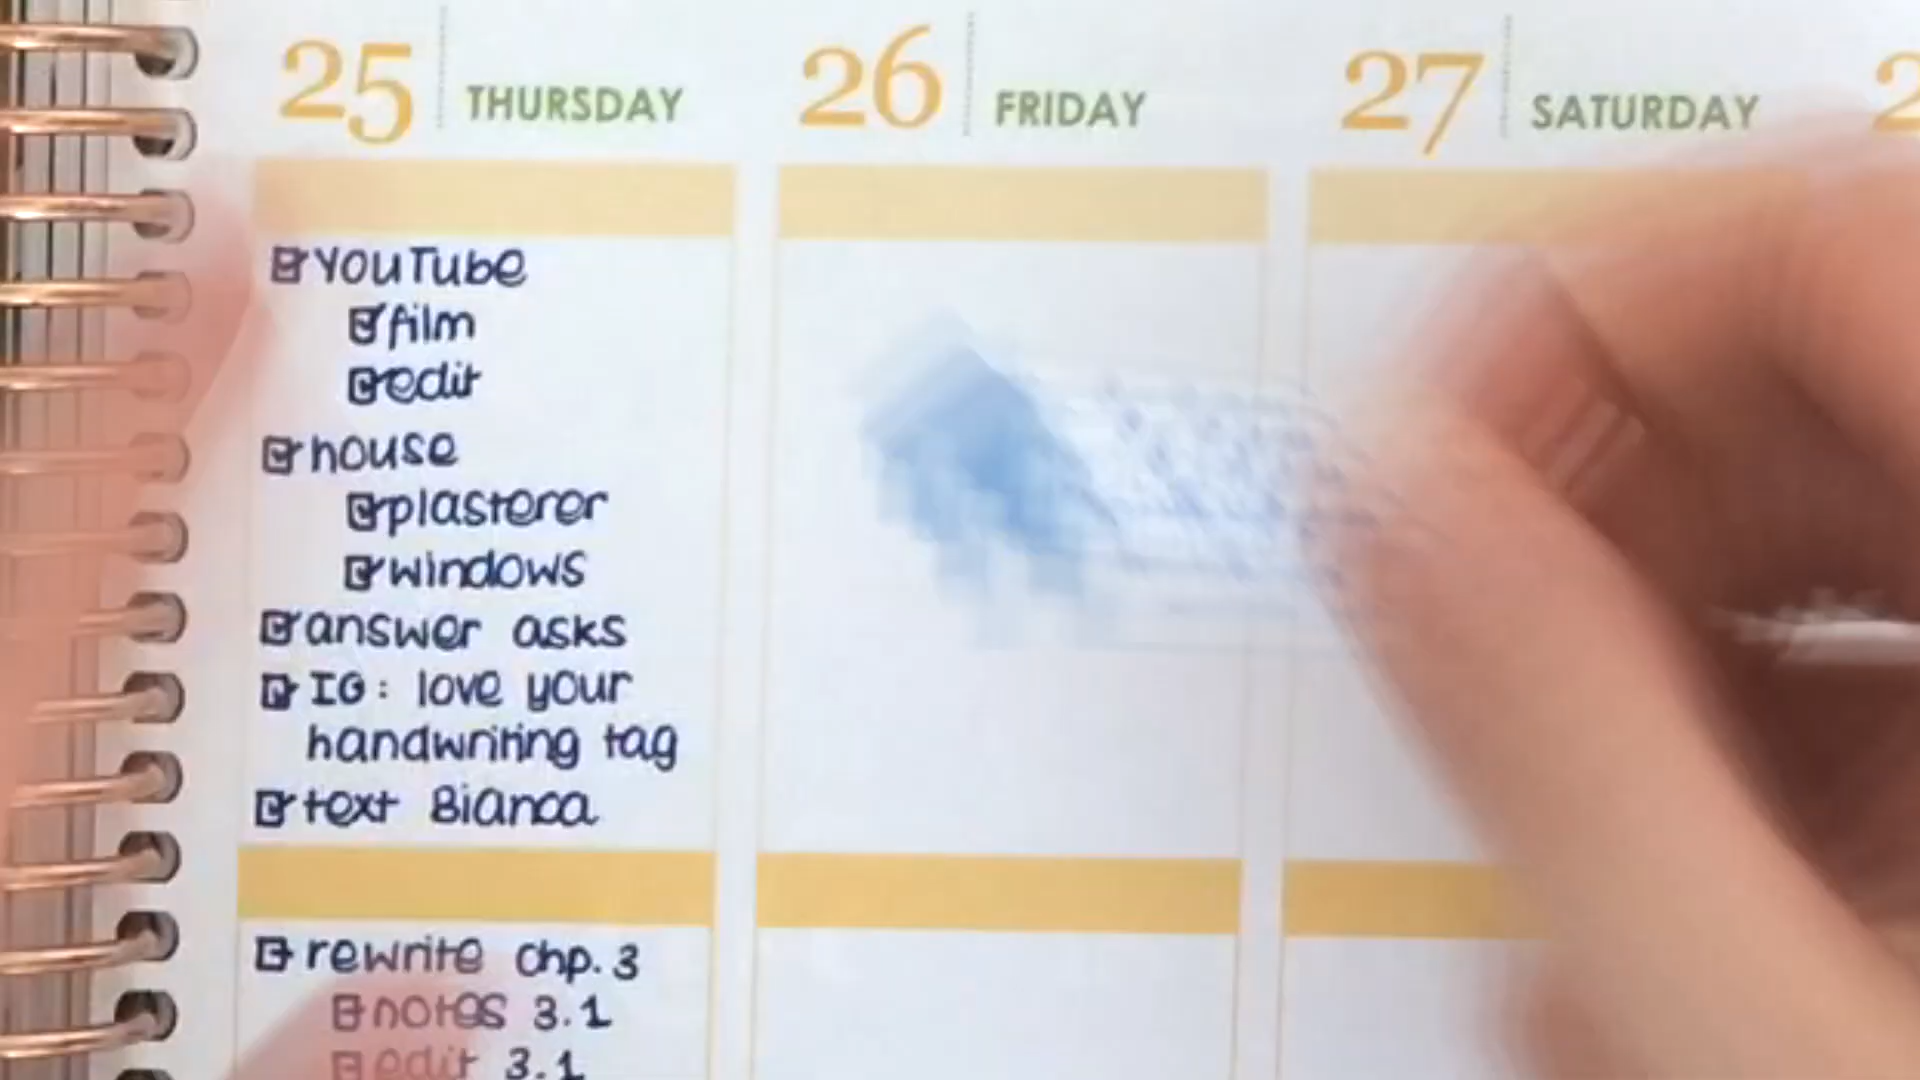 25 THURSDAY
26 FRIDAY
27 SATURDAY
YouTube
film
edit
house
plasterer
windows
answer asks
IG: love your
handwriting tag
text Bianca
rewrite chp. 3
notes 3.1
edit 3.1